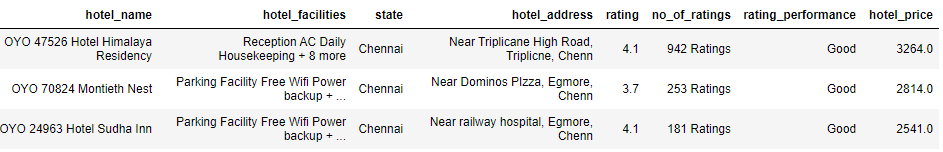 hotel_name hotel_facilities state hotel_address rating no_of_ratings rating_performance hotel_price
OYO 47526 Hotel Himalaya Reception AC Daily Near Triplicane High Road,
Chennai 4.1 942 Ratings Good 3264.0
Residency Housekeeping + 8 more Triplicne, Chenn
Parking Facility Free Wifi Power Near Dominos PIzza, Egmore,
OYO 70824 Montieth Nest Chennai 3.7 253 Ratings Good 2814.0
backup + ... Chenn
Parking Facility Free Wifi Power Near railway hospital, Egmore,
OYO 24963 Hotel Sudha Inn Chennai 4.1 181 Ratings Good 2541.0
backup + ... Chenn